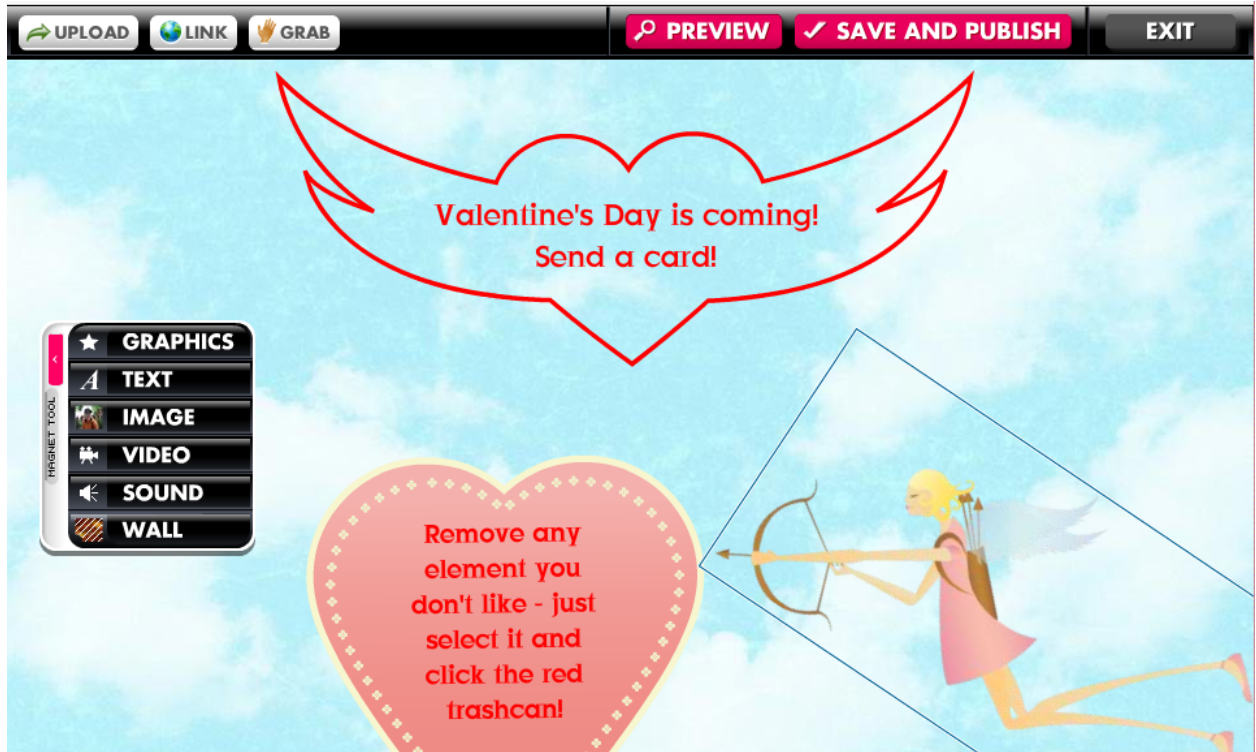 UPLOAD
LINK
GRAB
PREVIEW
SAVE AND PUBLISH
EXIT
Valentine's Day is coming!
Send a card!
MAGNET TOOL
GRAPHICS
TEXT
IMAGE
VIDEO
SOUND
WALL
Remove any
element you
don't like - just
select it and
click the red
trashcan!